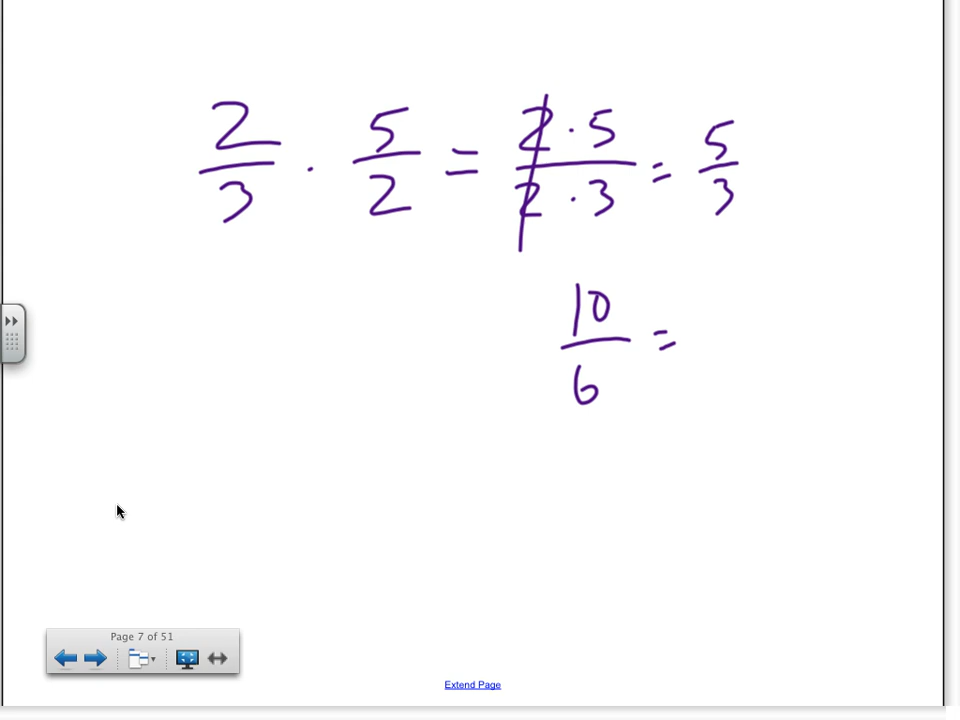 2/3 · 5/2 = 2·5/2·3 = 5/3
10/6 =
Page 7 of 51
Extend Page